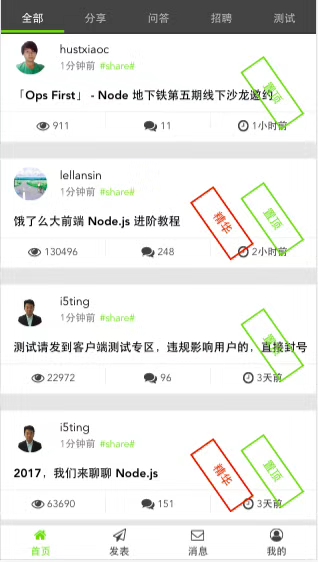 全部 分享 问答 招聘 测试
hustxiaoc
1分钟前 #share#
置顶
「Ops First」 - Node 地下铁第五期线下沙龙邀约
911 11 1小时前
lellansin
1分钟前 #share#
精华 置顶
饿了么大前端 Node.js 进阶教程
130496 248 2小时前
i5ting
1分钟前 #share#
置顶
测试请发到客户端测试专区，违规影响用户的，直接封号
22972 96 3天前
i5ting
1分钟前 #share#
精华 置顶
2017，我们来聊聊 Node.js
63690 151 3天前
首页 发表 消息 我的